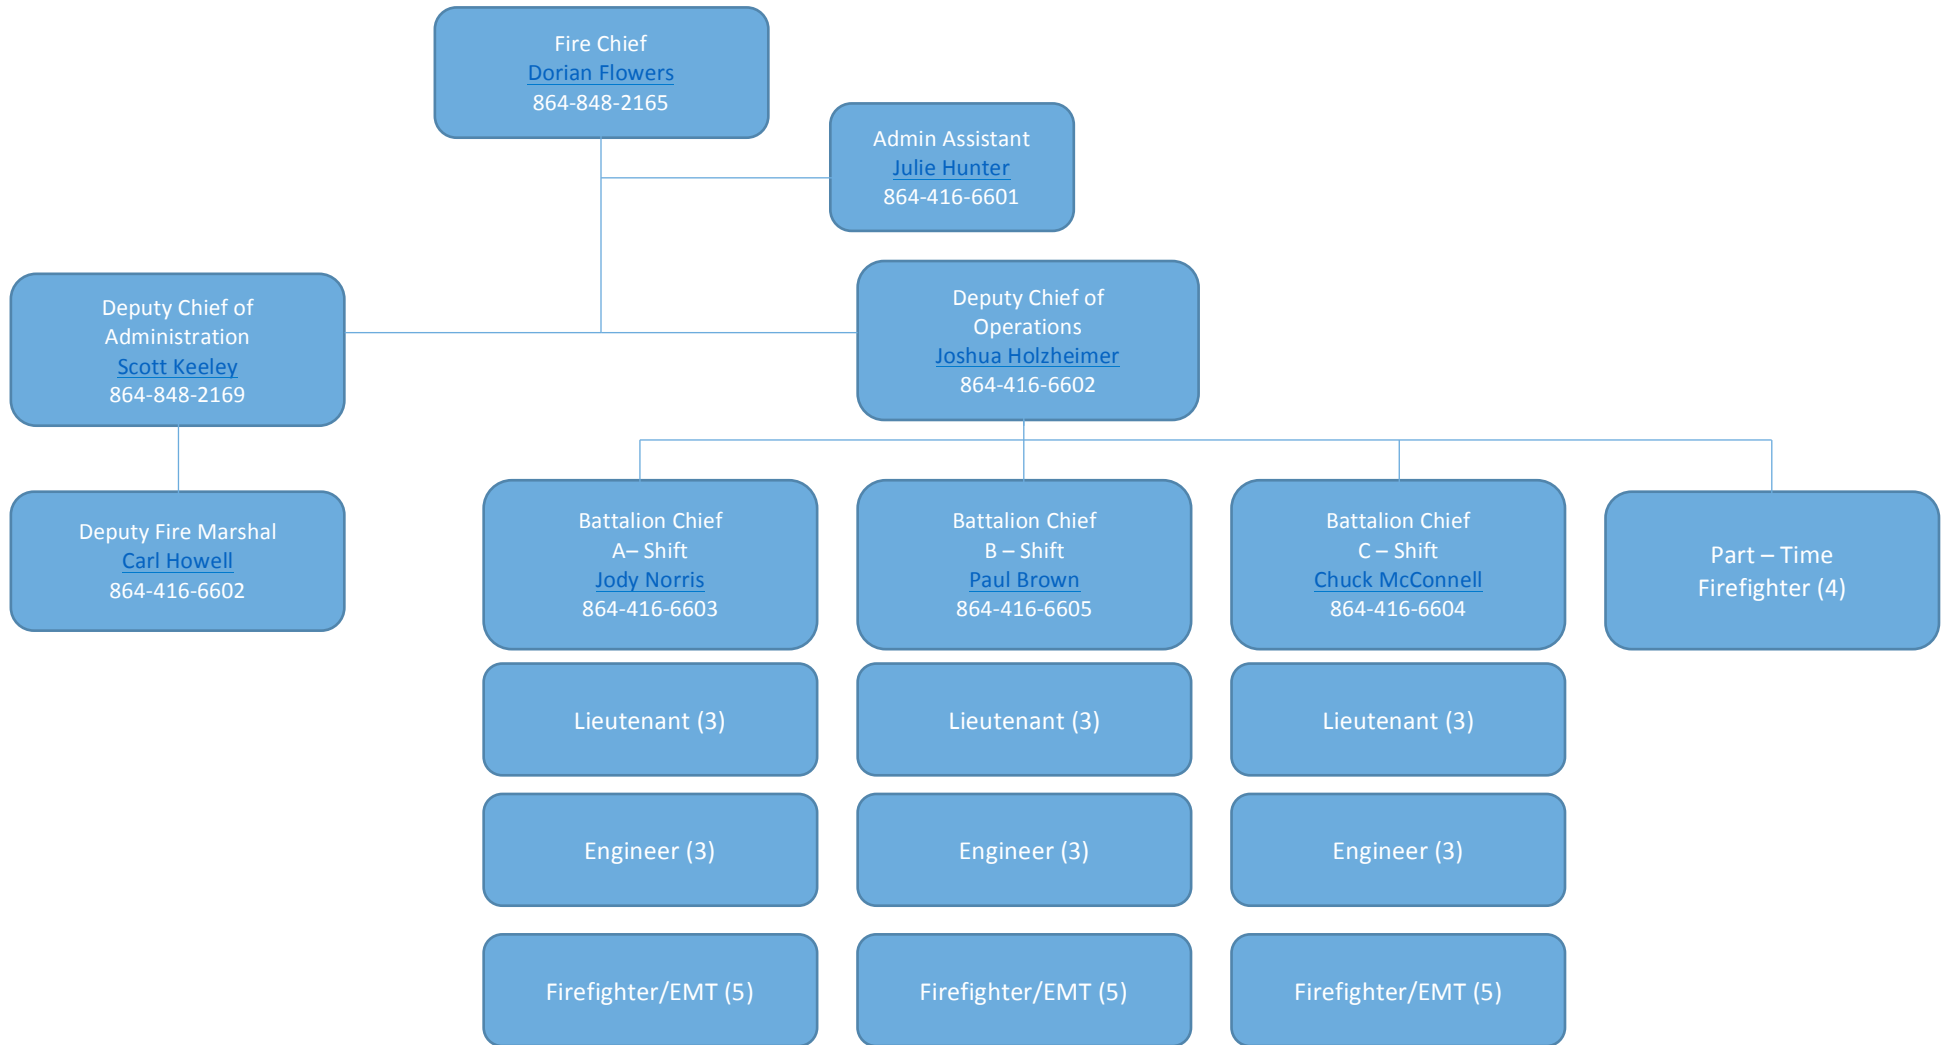 Fire Chief
Dorian Flowers
864-848-2165
Admin Assistant
Julie Hunter
864-416-6601
Deputy Chief of
Administration
Scott Keeley
864-848-2169
Deputy Chief of
Operations
Joshua Holzheimer
864-416-6602
Deputy Fire Marshal
Carl Howell
864-416-6602
Battalion Chief
A– Shift
Jody Norris
864-416-6603
Battalion Chief
B – Shift
Paul Brown
864-416-6605
Battalion Chief
C – Shift
Chuck McConnell
864-416-6604
Part – Time
Firefighter (4)
Lieutenant (3)
Lieutenant (3)
Lieutenant (3)
Engineer (3)
Engineer (3)
Engineer (3)
Firefighter/EMT (5)
Firefighter/EMT (5)
Firefighter/EMT (5)